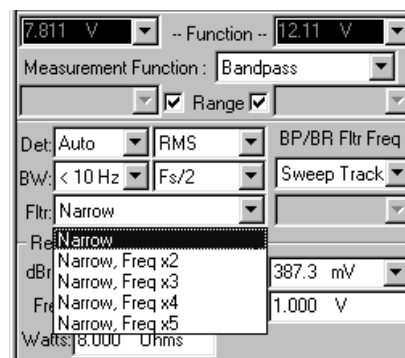 7.811 V -- Function -- 12.11 V
Measurement Function : Bandpass
Range
Det: Auto RMS BP/BR Fltr Freq
BW: < 10 Hz Fs/2 Sweep Track
Fltr: Narrow
Narrow
Narrow, Freq x2
Narrow, Freq x3
Narrow, Freq x4
Narrow, Freq x5
dBr 387.3 mV
1.000 V
Watts: 8.000 Ohms